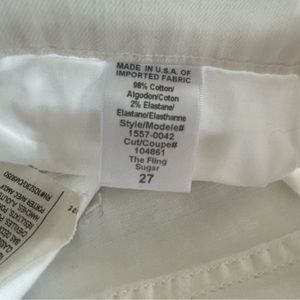 MADE IN U.S.A. OF
IMPORTED FABRIC
98% Cotton/
Algodon/Coton
2% Elastane/
Elastano/Elasthanne
Style/Modele#
1557-0042
Cut/Coupe#
104861
The Fling
Sugar
27